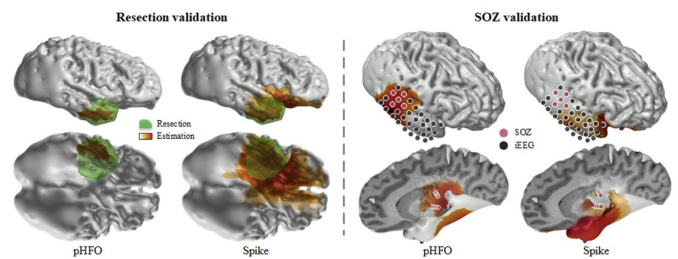 Resection validation
SOZ validation
Resection
Estimation
SOZ
iEEG
pHFO
Spike
pHFO
Spike